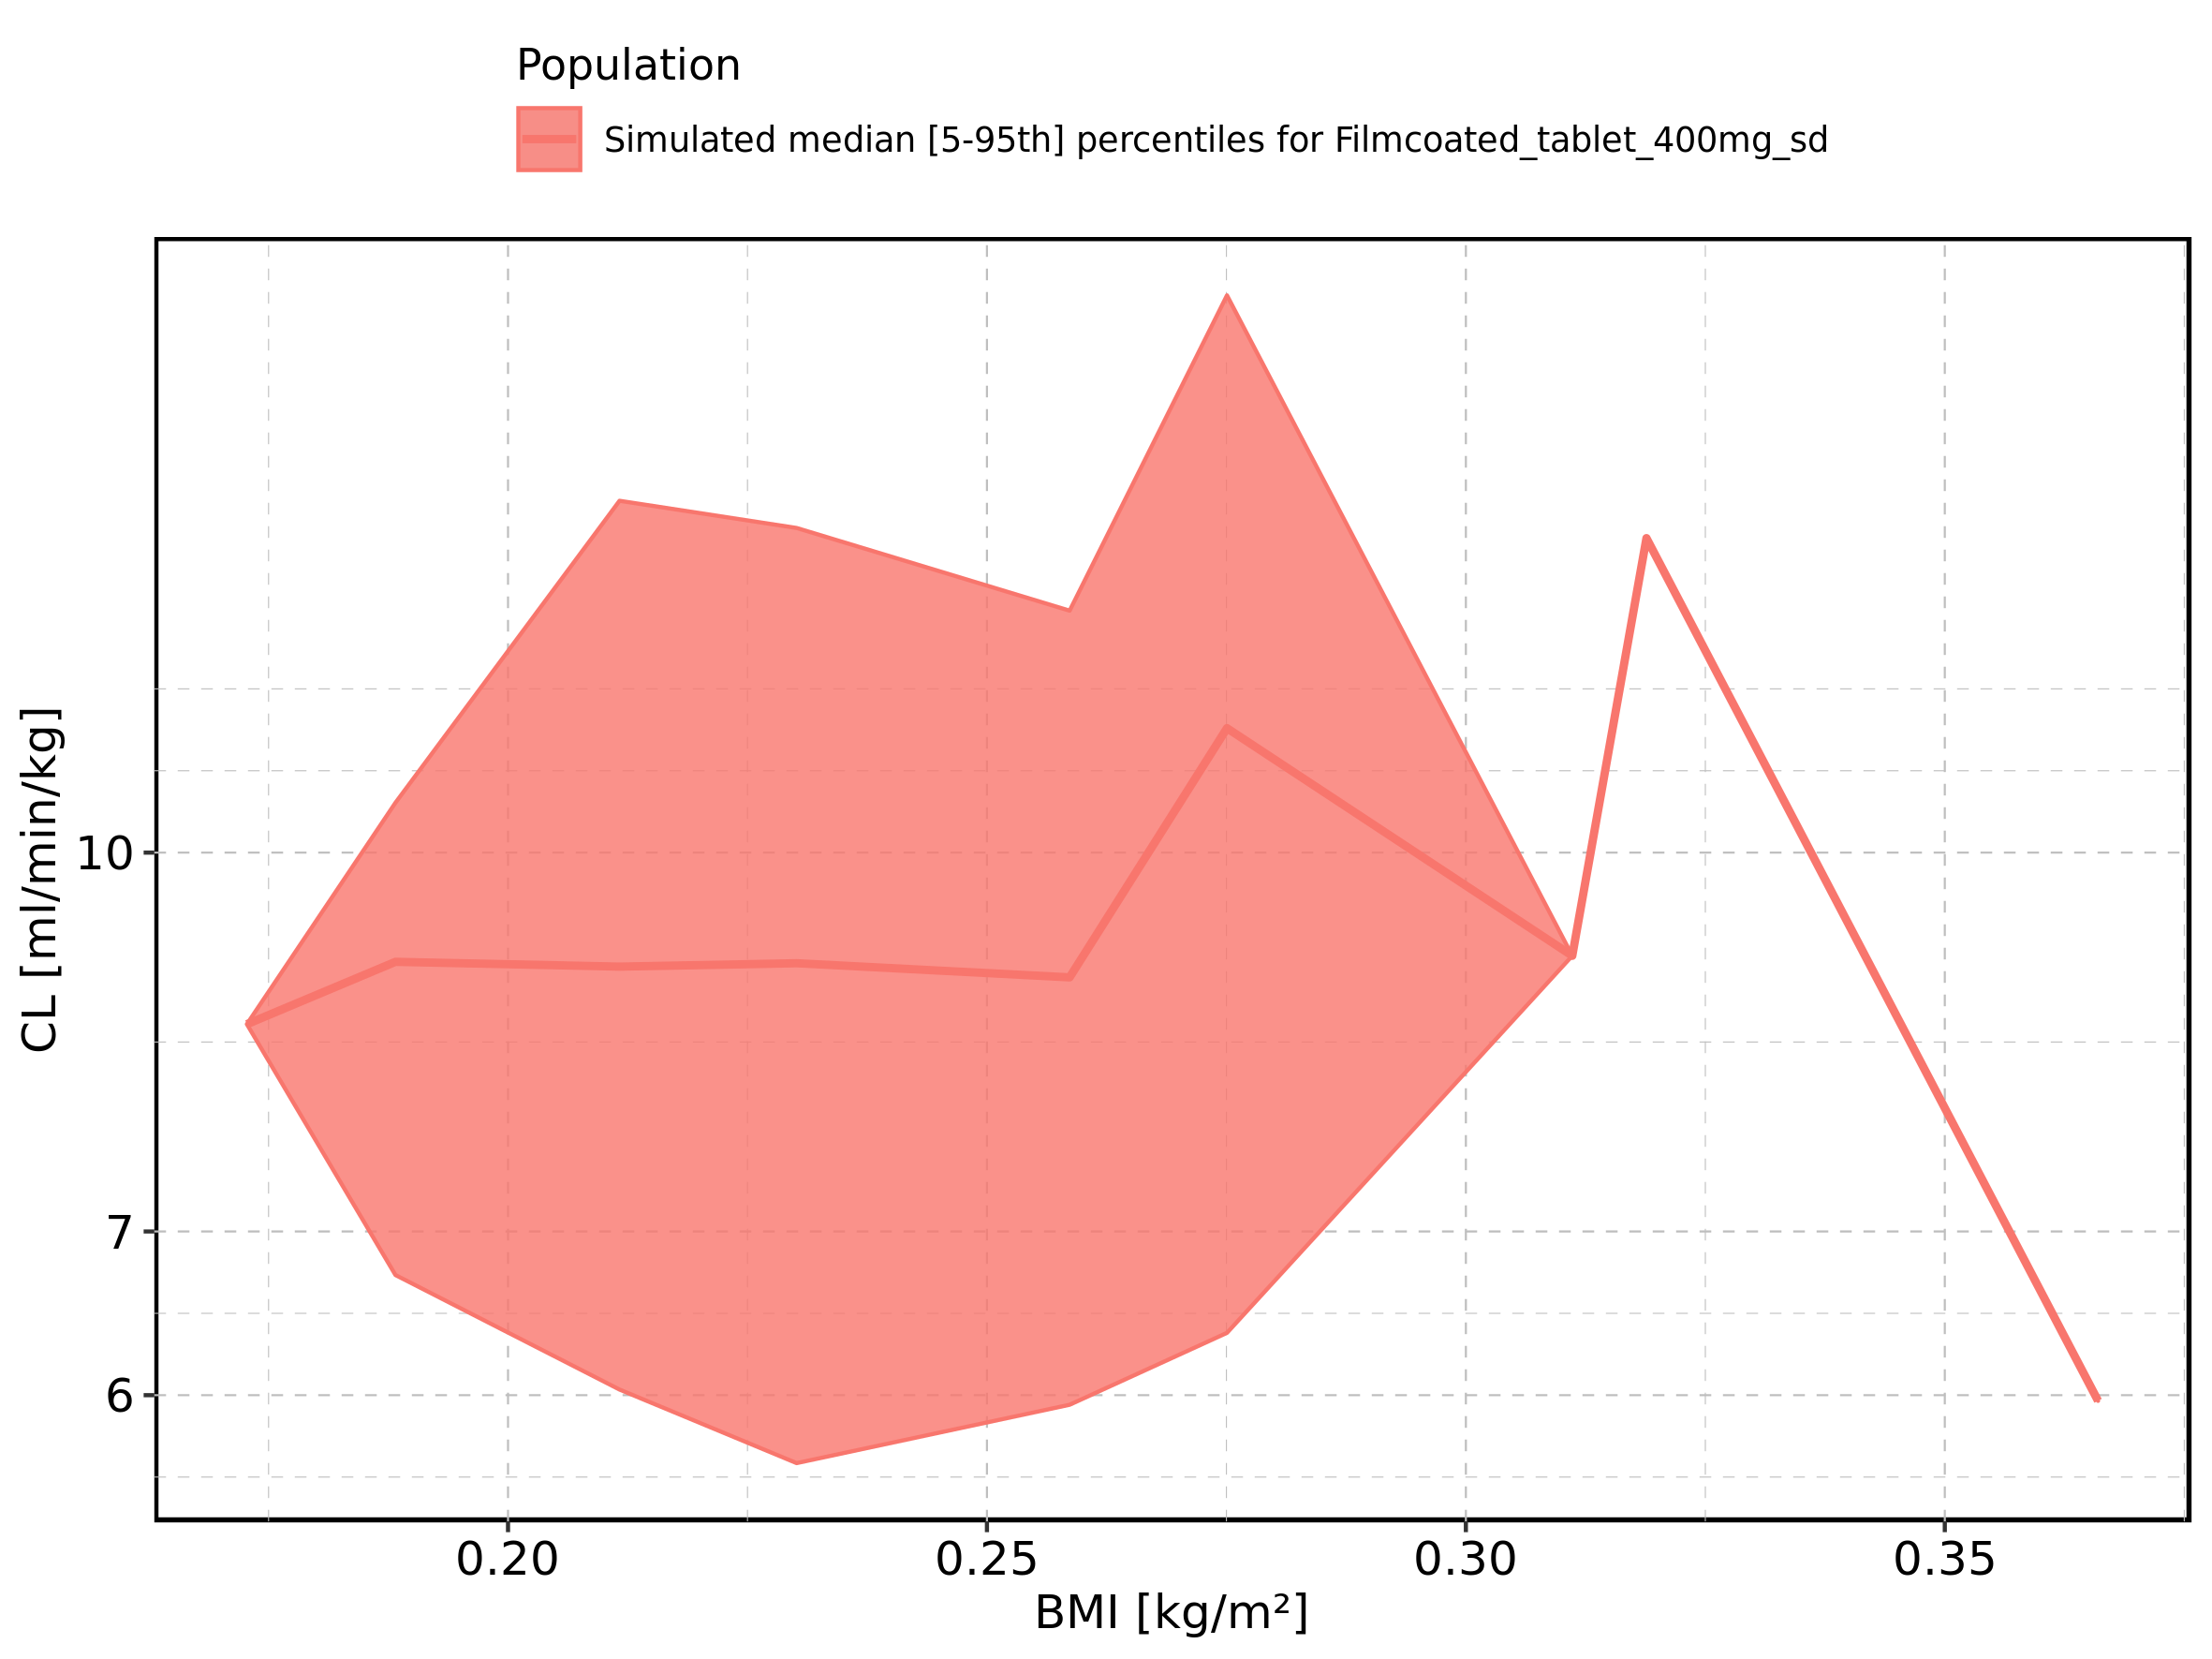 Population
Simulated median [5-95th] percentiles for Filmcoated_tablet_400mg_sd
CL [ml/min/kg]
10
7
6
0.20 0.25 0.30 0.35
BMI [kg/m²]